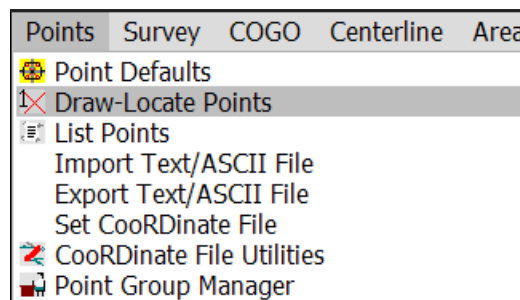 Points Survey COGO Centerline Area
Point Defaults
1 Draw-Locate Points
List Points
Import Text/ASCII File
Export Text/ASCII File
Set CooRDinate File
CooRDinate File Utilities
Point Group Manager